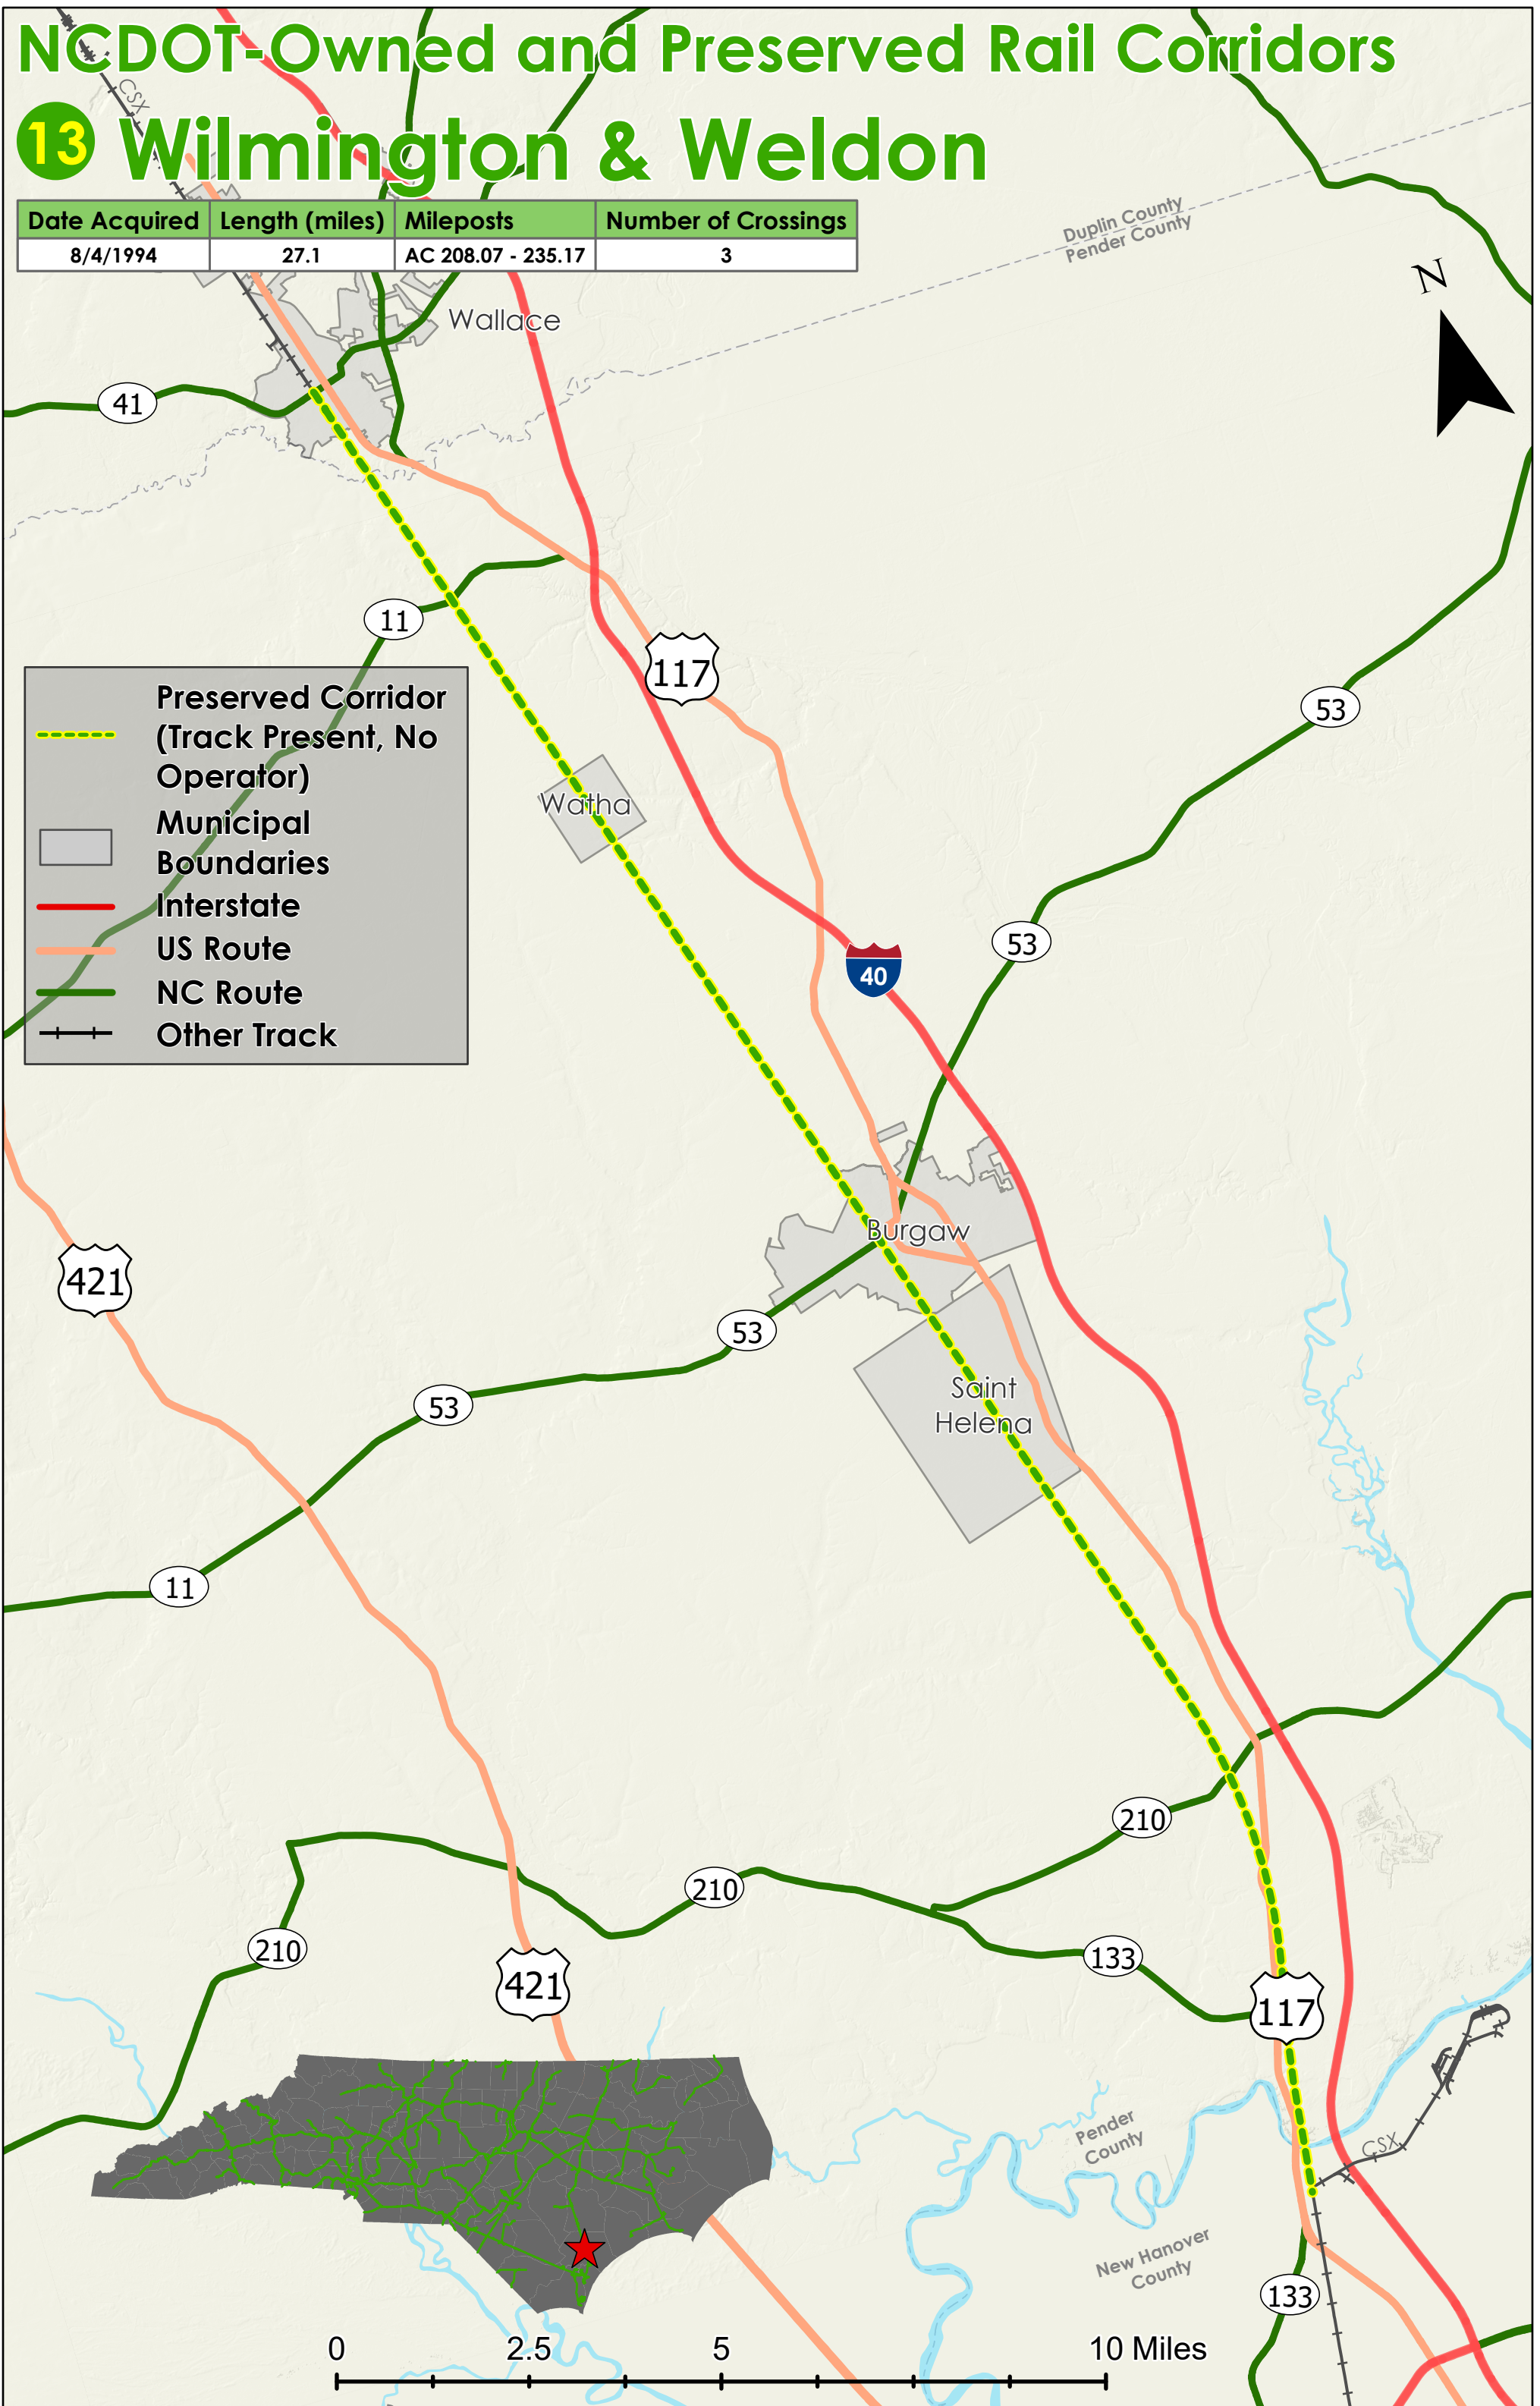 NCDOT-Owned and Preserved Rail Corridors
13 Wilmington & Weldon
Date Acquired Length (miles) Mileposts Number of Crossings
8/4/1994 27.1 AC 208.07 - 235.17 3
CSX
Duplin County
Pender County
N
Wallace
41
11
117
53
Preserved Corridor
(Track Present, No
Operator)
Municipal
Boundaries
Interstate
US Route
NC Route
Other Track
Watha
53
40
Burgaw
421
53
53
Saint
Helena
11
210
210
210
133
421
117
Pender
County
CSX
New Hanover
County
133
0 2.5 5 10 Miles